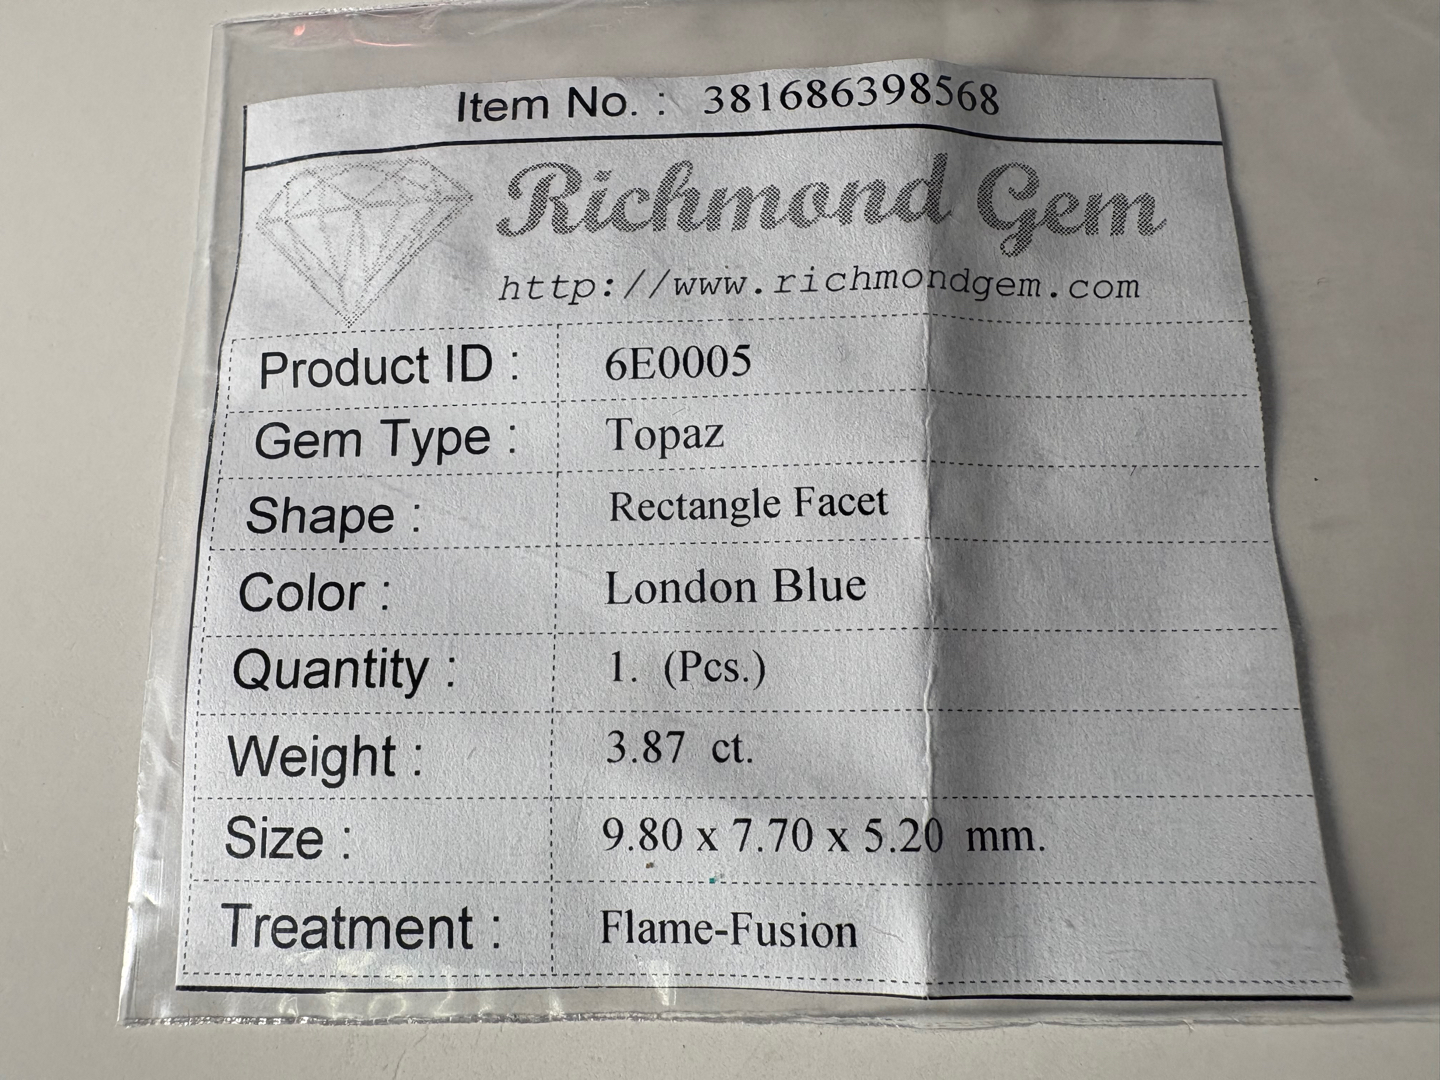 Item No. : 381686398568
Richmond Gem
http://www.richmondgem.com
Product ID : 6E0005
Gem Type : Topaz
Shape : Rectangle Facet
Color : London Blue
Quantity : 1. (Pcs.)
Weight : 3.87 ct.
Size : 9.80 x 7.70 x 5.20 mm.
Treatment : Flame-Fusion